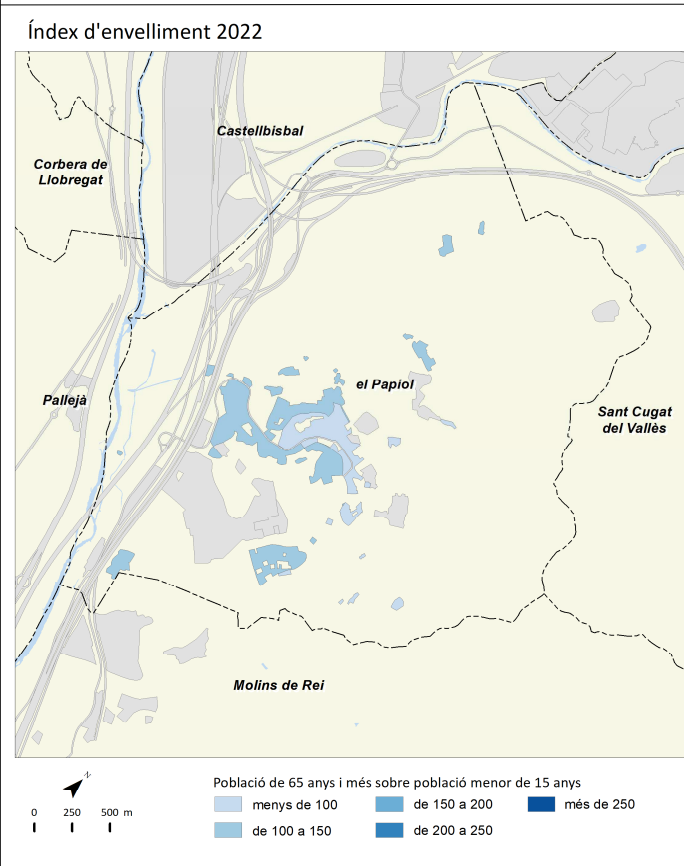 Índex d'envelliment 2022
Castellbisbal
Corbera de
Llobregat
el Papiol
Pallejà
Sant Cugat
del Vallès
Molins de Rei
N
0 250 500 m
Població de 65 anys i més sobre població menor de 15 anys
menys de 100
de 150 a 200
més de 250
de 100 a 150
de 200 a 250